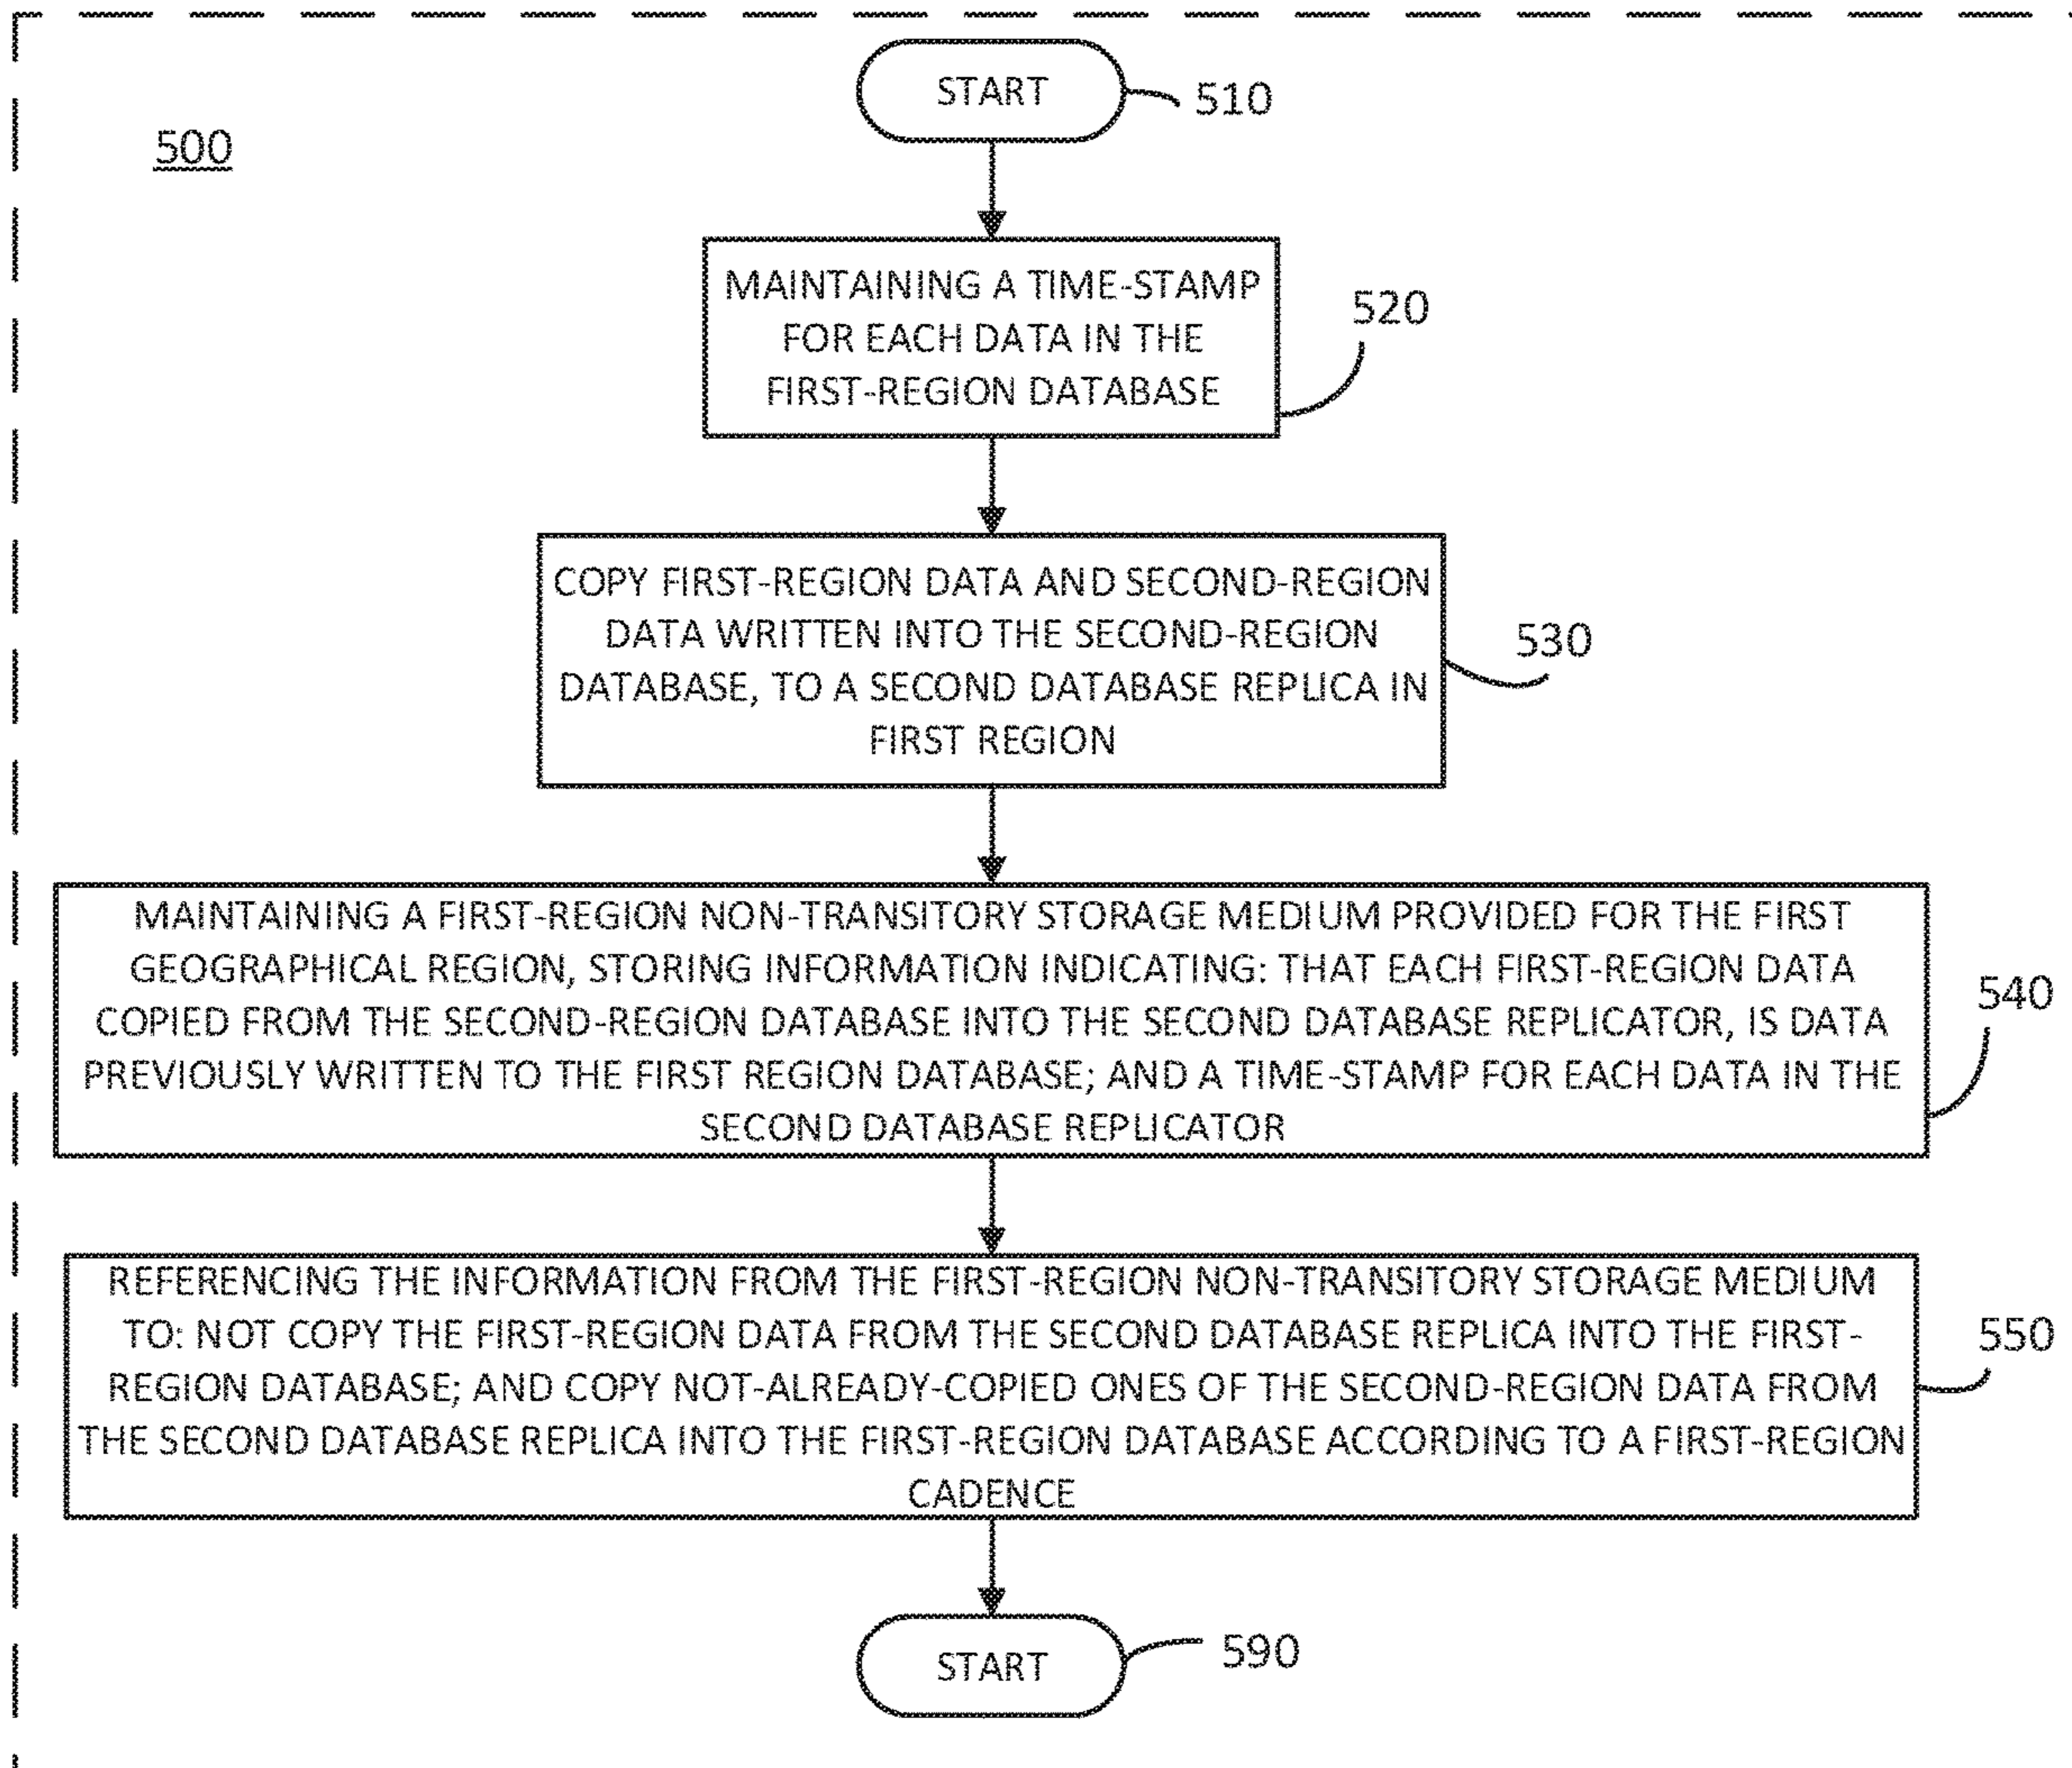 START
510
500
MAINTAINING A TIME-STAMP
FOR EACH DATA IN THE
FIRST-REGION DATABASE
520
COPY FIRST-REGION DATA AND SECOND-REGION
DATA WRITTEN INTO THE SECOND-REGION
DATABASE, TO A SECOND DATABASE REPLICA IN
FIRST REGION
530
MAINTAINING A FIRST-REGION NON-TRANSITORY STORAGE MEDIUM PROVIDED FOR THE FIRST
GEOGRAPHICAL REGION, STORING INFORMATION INDICATING: THAT EACH FIRST-REGION DATA
COPIED FROM THE SECOND-REGION DATABASE INTO THE SECOND DATABASE REPLICATOR, IS DATA
PREVIOUSLY WRITTEN TO THE FIRST REGION DATABASE; AND A TIME-STAMP FOR EACH DATA IN THE
SECOND DATABASE REPLICATOR
540
REFERENCING THE INFORMATION FROM THE FIRST-REGION NON-TRANSITORY STORAGE MEDIUM
TO: NOT COPY THE FIRST-REGION DATA FROM THE SECOND DATABASE REPLICA INTO THE FIRST-
REGION DATABASE; AND COPY NOT-ALREADY-COPIED ONES OF THE SECOND-REGION DATA FROM
THE SECOND DATABASE REPLICA INTO THE FIRST-REGION DATABASE ACCORDING TO A FIRST-REGION
CADENCE
550
START
590